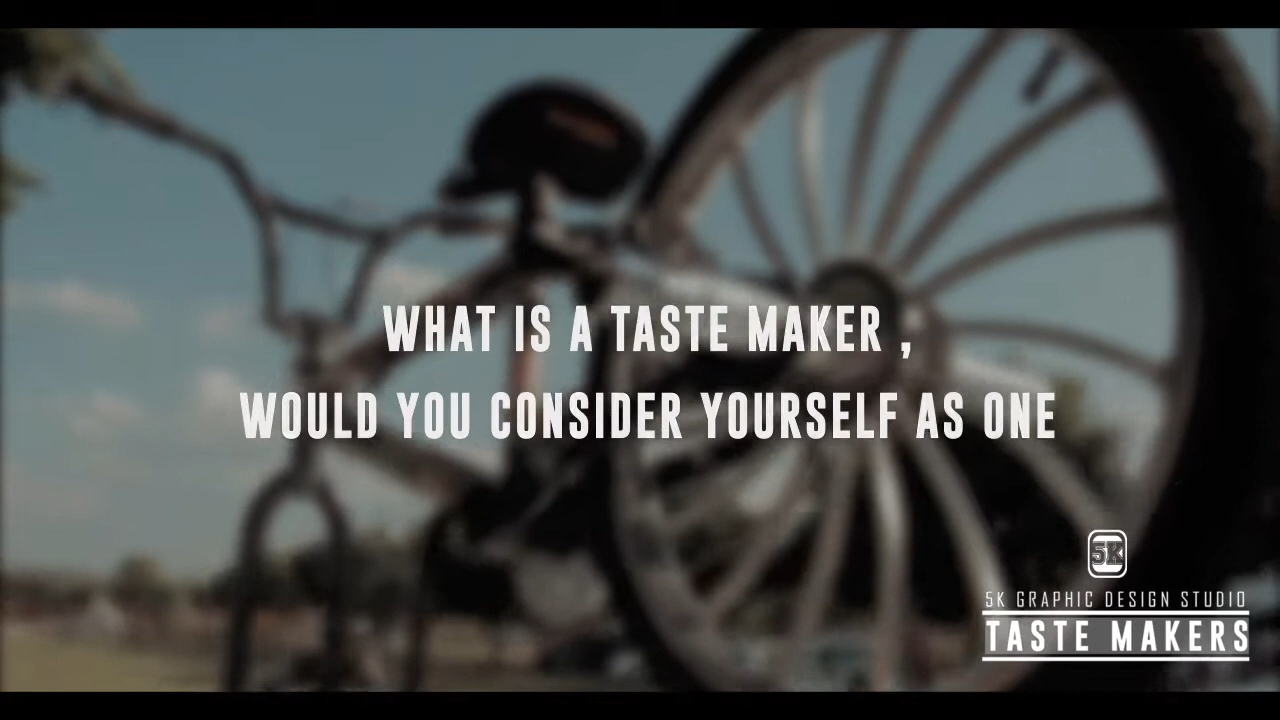 WHAT IS A TASTE MAKER ,
WOULD YOU CONSIDER YOURSELF AS ONE
5K
5K GRAPHIC DESIGN STUDIO
TASTE MAKERS